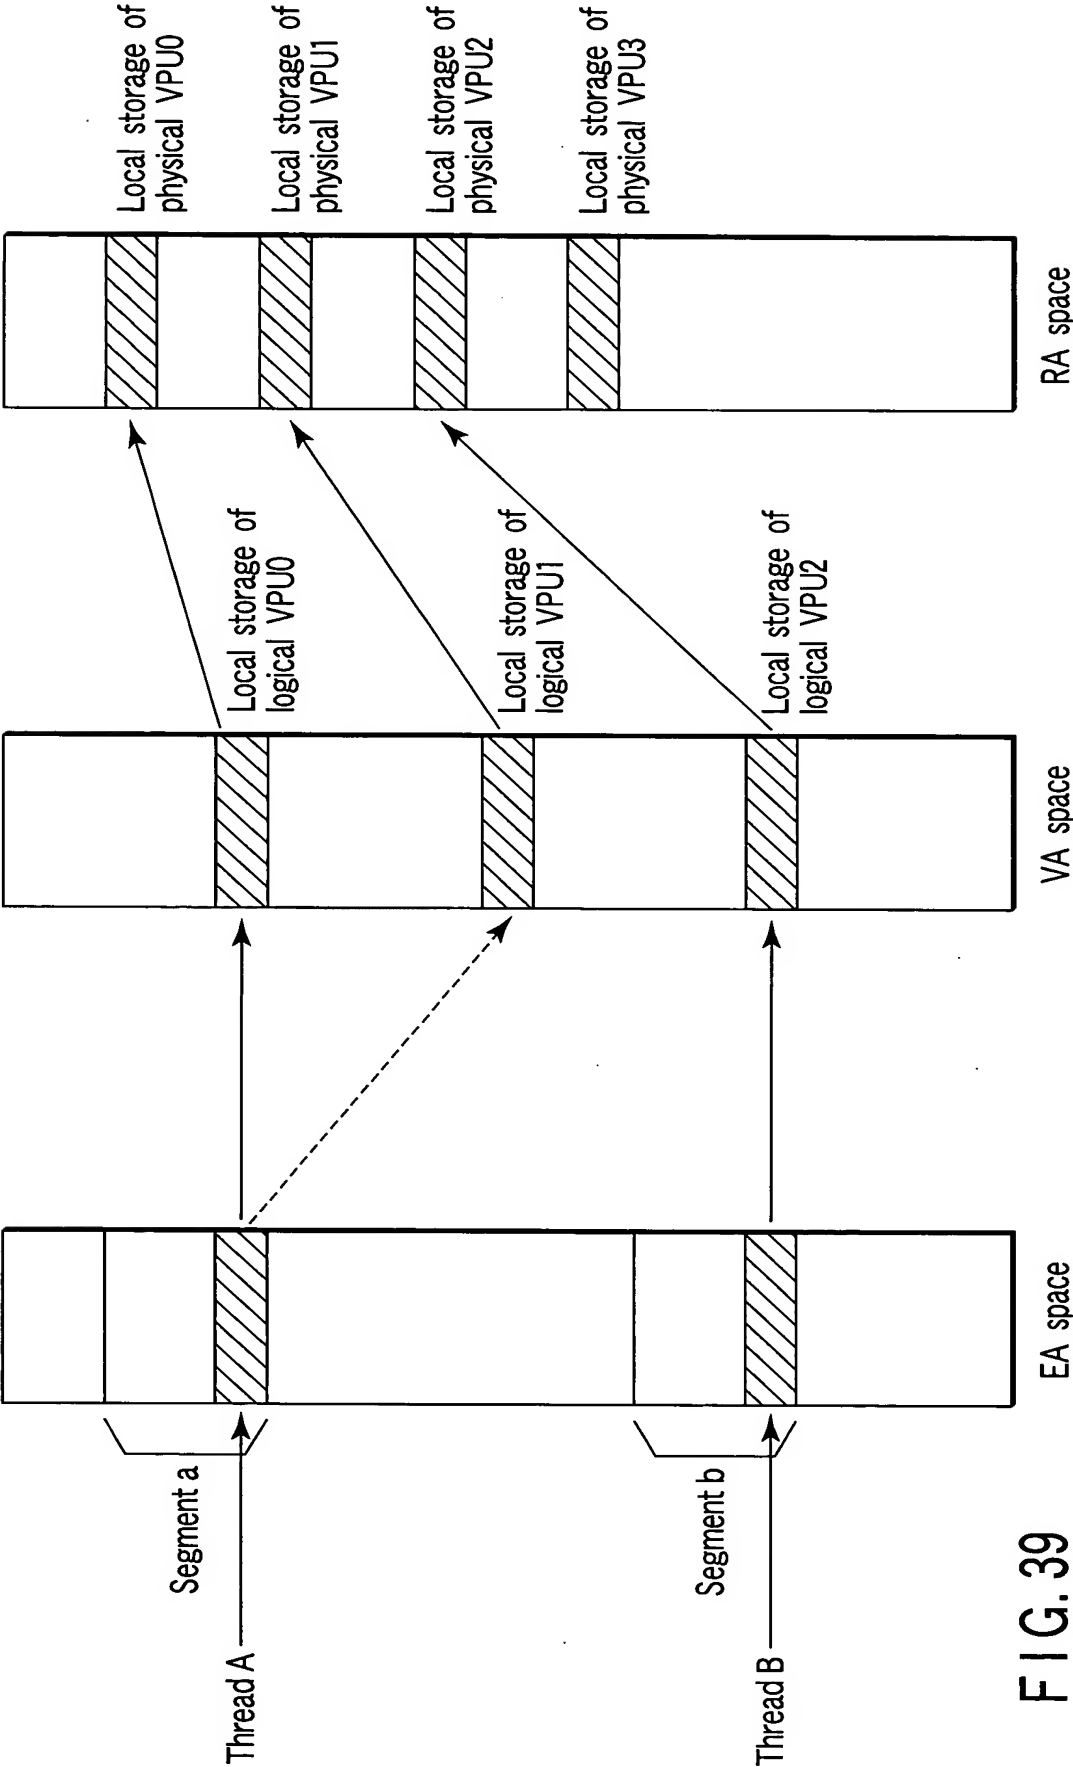 Thread A
Segment a
Thread B
Segment b
EA space
Local storage of
logical VPU0
Local storage of
logical VPU1
Local storage of
logical VPU2
VA space
Local storage of
physical VPU0
Local storage of
physical VPU1
Local storage of
physical VPU2
Local storage of
physical VPU3
RA space
FIG. 39